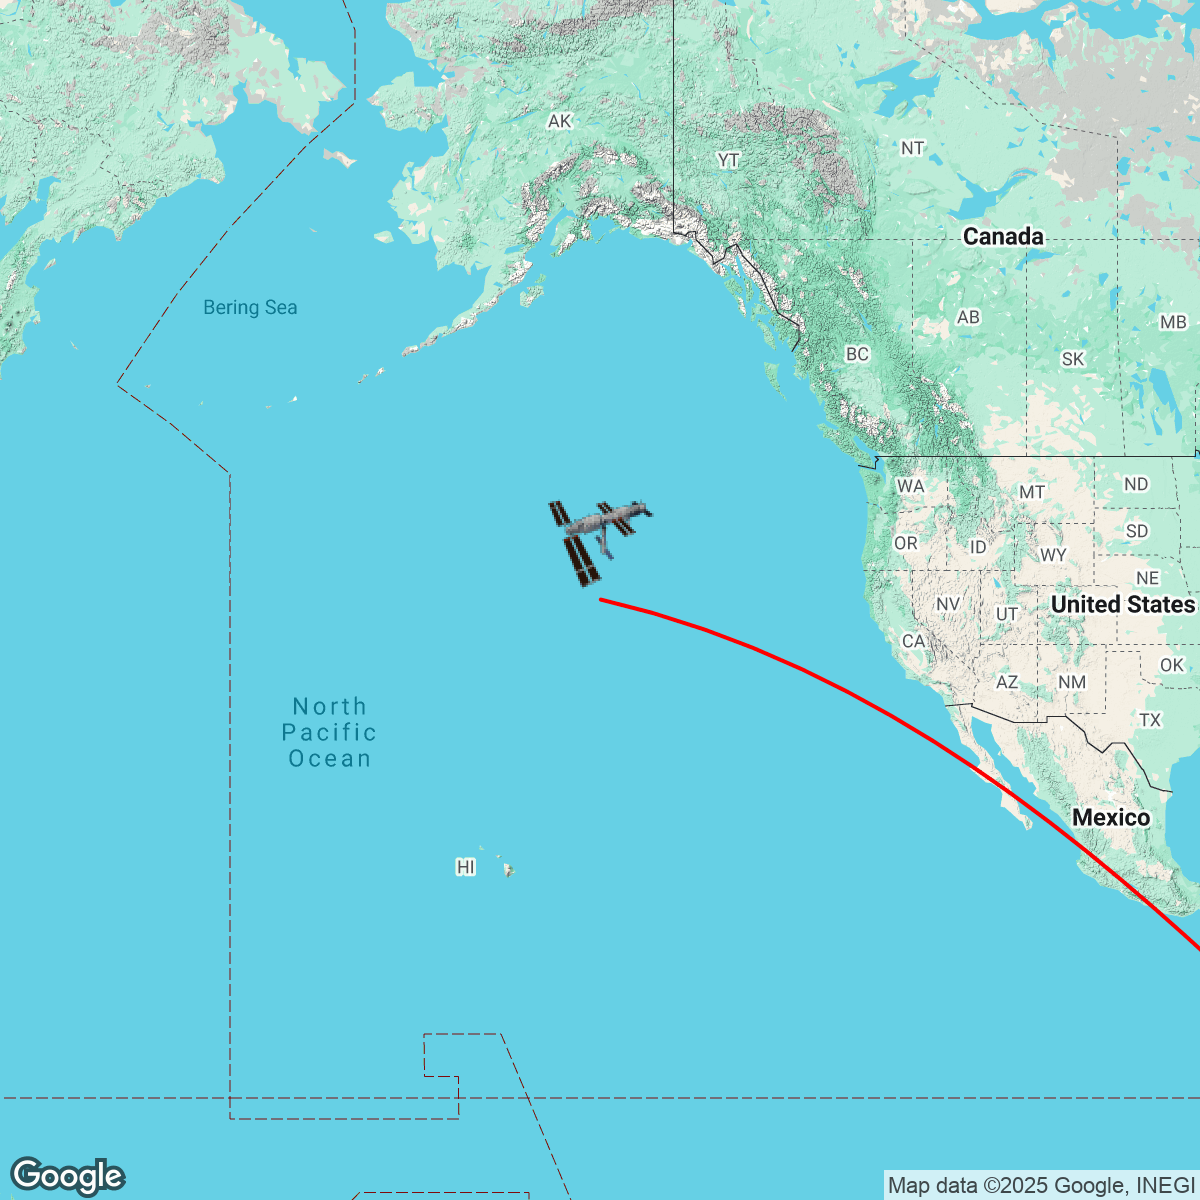 AK
YT
NT
Canada
Bering Sea
AB
MB
BC
SK
WA
MT
ND
OR
ID
SD
WY
NE
NV
UT
United States
CA
OK
AZ
NM
North
Pacific
Ocean
TX
Mexico
HI
Google
Map data ©2025 Google, INEGI